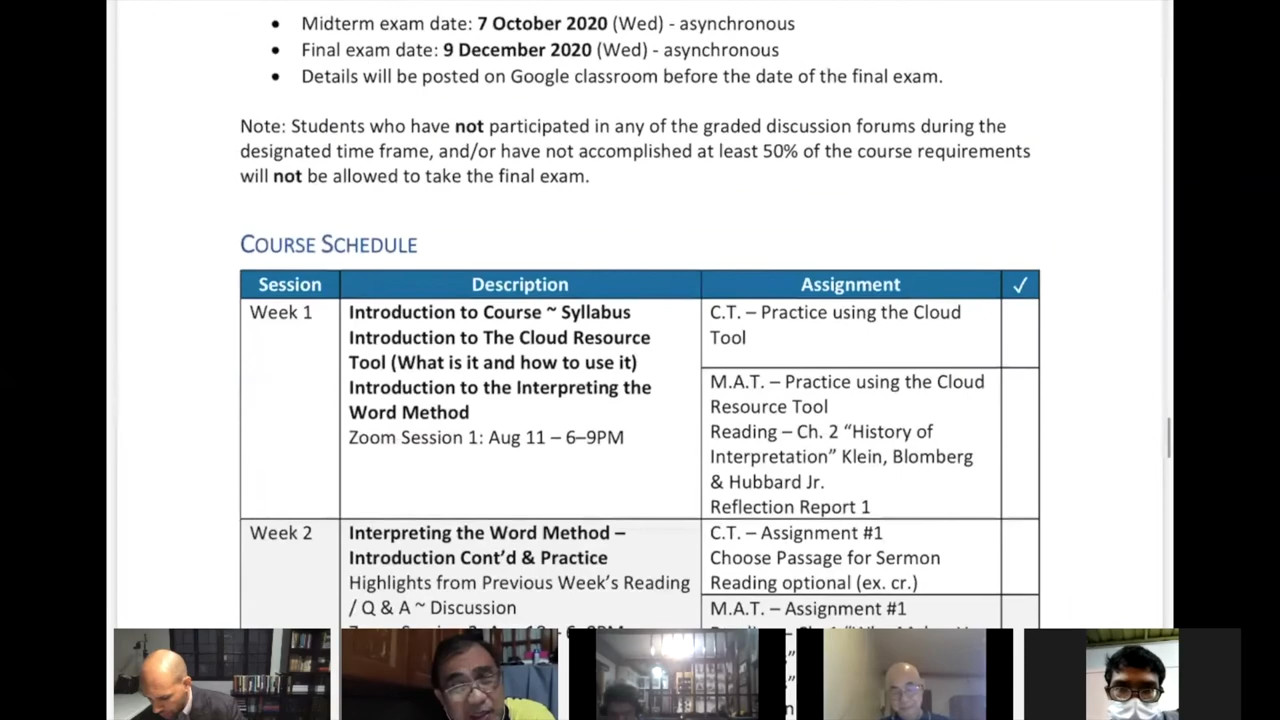 • Midterm exam date: 7 October 2020 (Wed) - asynchronous
• Final exam date: 9 December 2020 (Wed) - asynchronous
• Details will be posted on Google classroom before the date of the final exam.
Note: Students who have not participated in any of the graded discussion forums during the
designated time frame, and/or have not accomplished at least 50% of the course requirements
will not be allowed to take the final exam.
COURSE SCHEDULE
Session Description Assignment ✓
Week 1
Introduction to Course ~ Syllabus
Introduction to The Cloud Resource
Tool (What is it and how to use it)
Introduction to the Interpreting the
Word Method
Zoom Session 1: Aug 11 – 6–9PM
C.T. – Practice using the Cloud
Tool
M.A.T. – Practice using the Cloud
Resource Tool
Reading – Ch. 2 “History of
Interpretation” Klein, Blomberg
& Hubbard Jr.
Reflection Report 1
Week 2
Interpreting the Word Method –
Introduction Cont’d & Practice
Highlights from Previous Week’s Reading
/ Q & A ~ Discussion
C.T. – Assignment #1
Choose Passage for Sermon
Reading optional (ex. cr.)
M.A.T. – Assignment #1